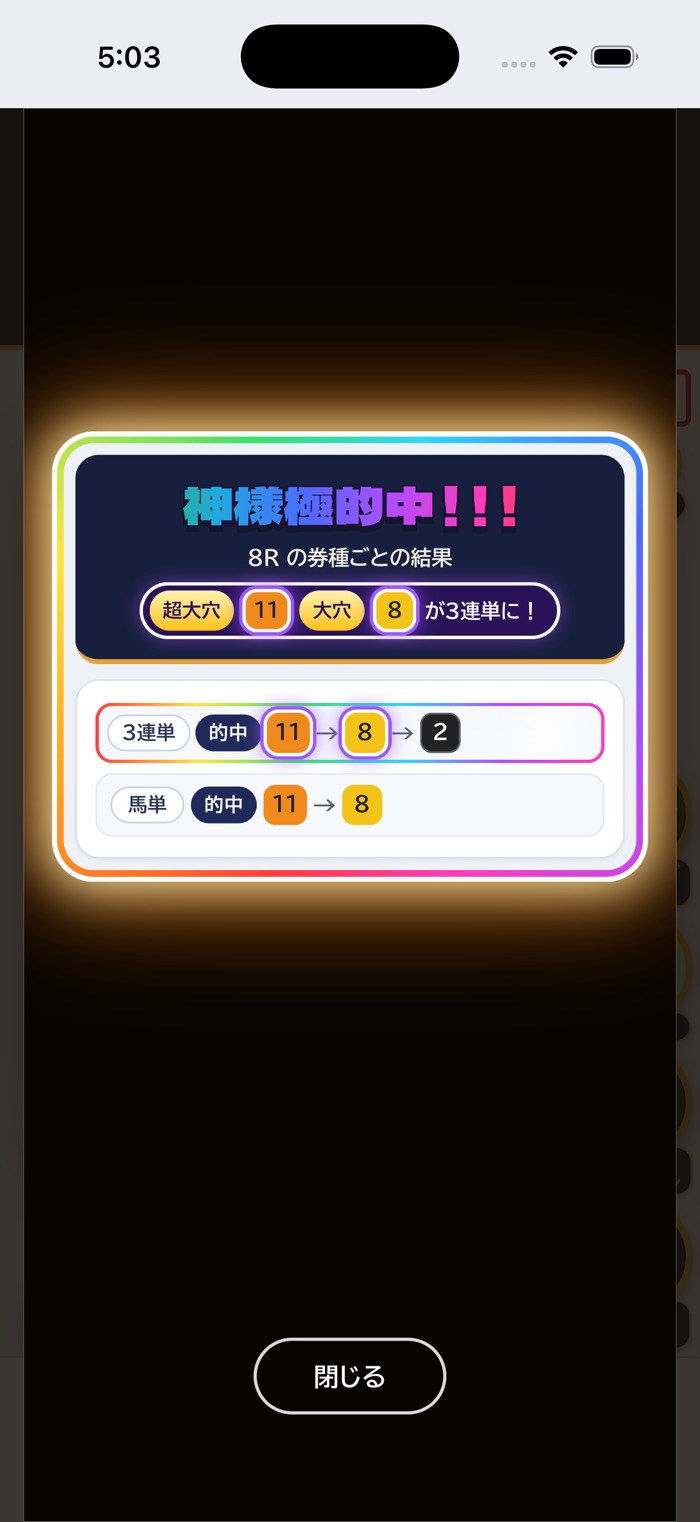 5:03
神様極的中!!!
8R の券種ごとの結果
超大穴 11 大穴 8 が3連単に！
3連単 的中 11 → 8 → 2
馬単 的中 11 → 8
閉じる